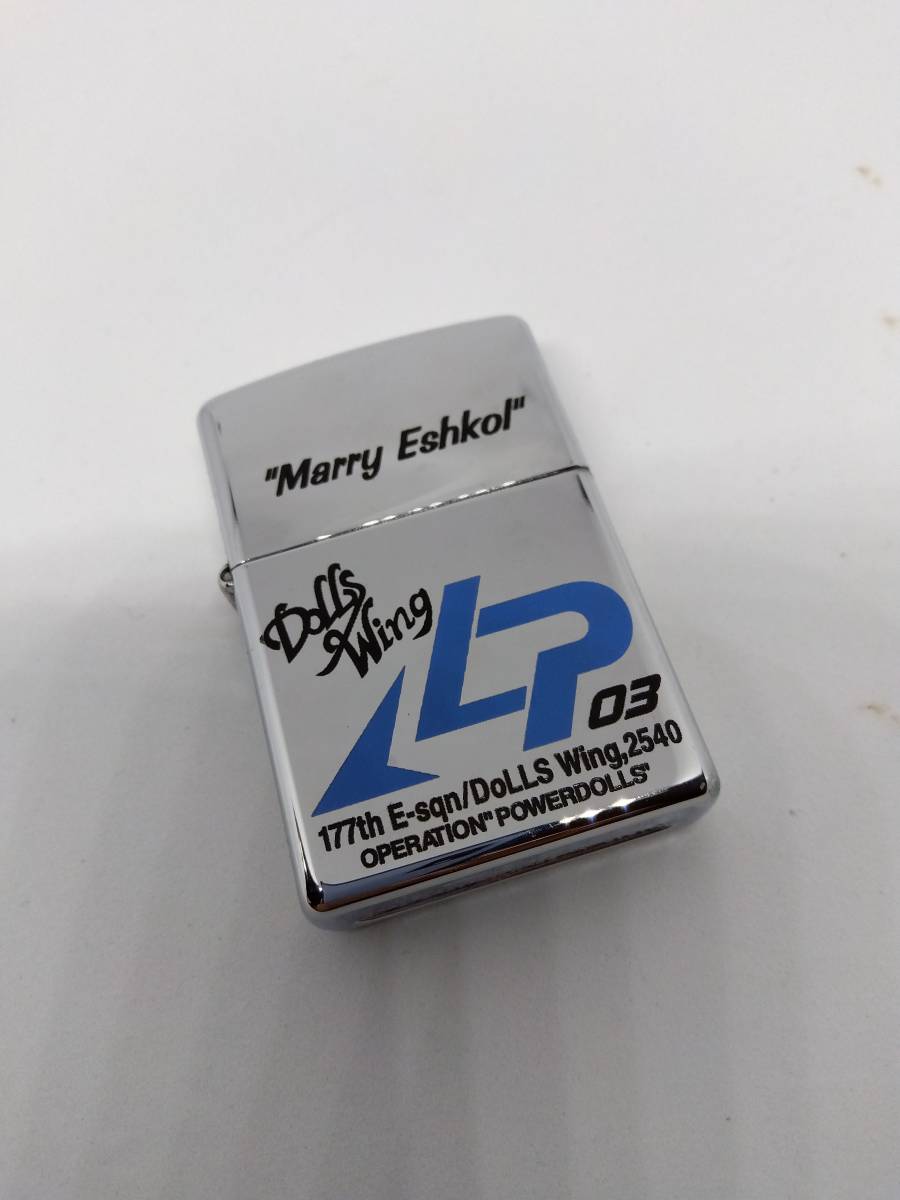 "Marry Eshkol"
Dolls
Wing
LP
03
177th E-sqn/DoLLS Wing,2540
OPERATION"POWERDOLLS"